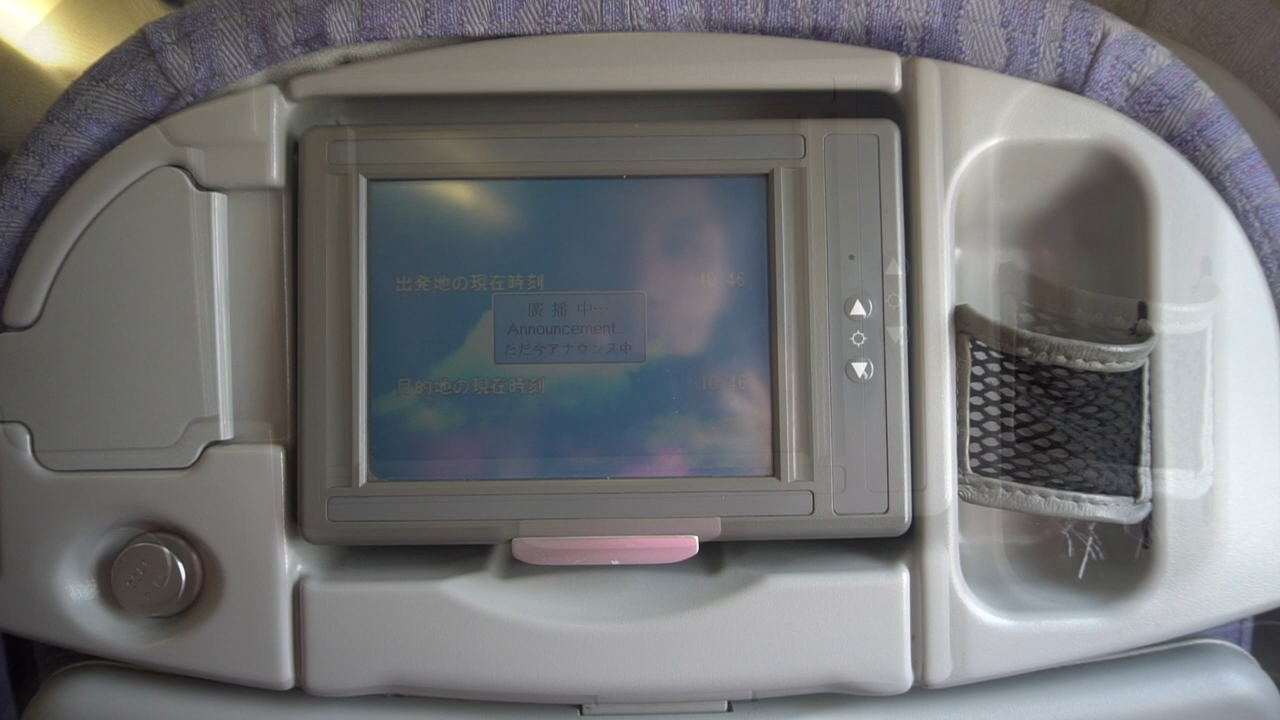 出発地の現在時刻 10:46
廣播中…
Announcement...
ただ今アナウンス中
目的地の現在時刻 10:46